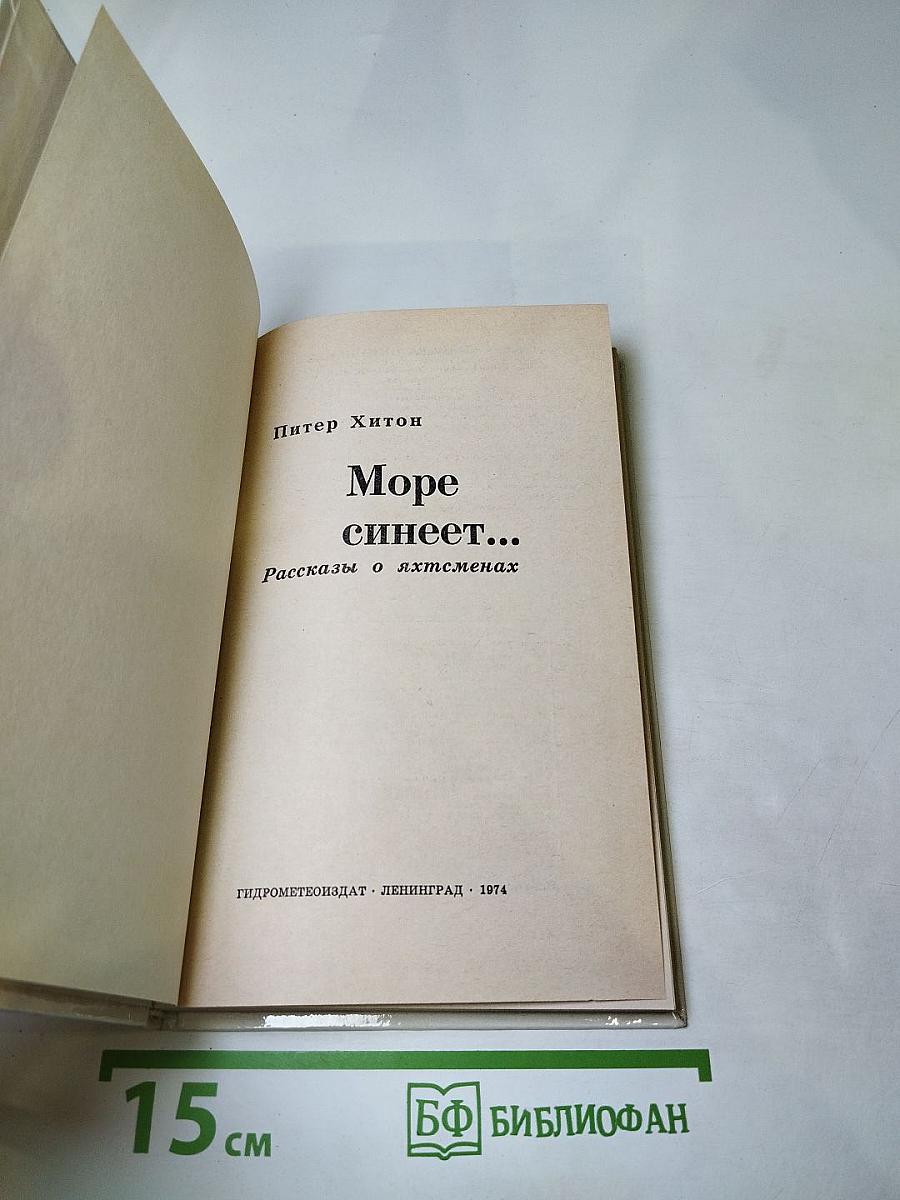 Питер Хитон
Море
синеет...
Рассказы о яхтсменах
ГИДРОМЕТЕОИЗДАТ · ЛЕНИНГРАД · 1974
15 см
БФ БИБЛИОФАН